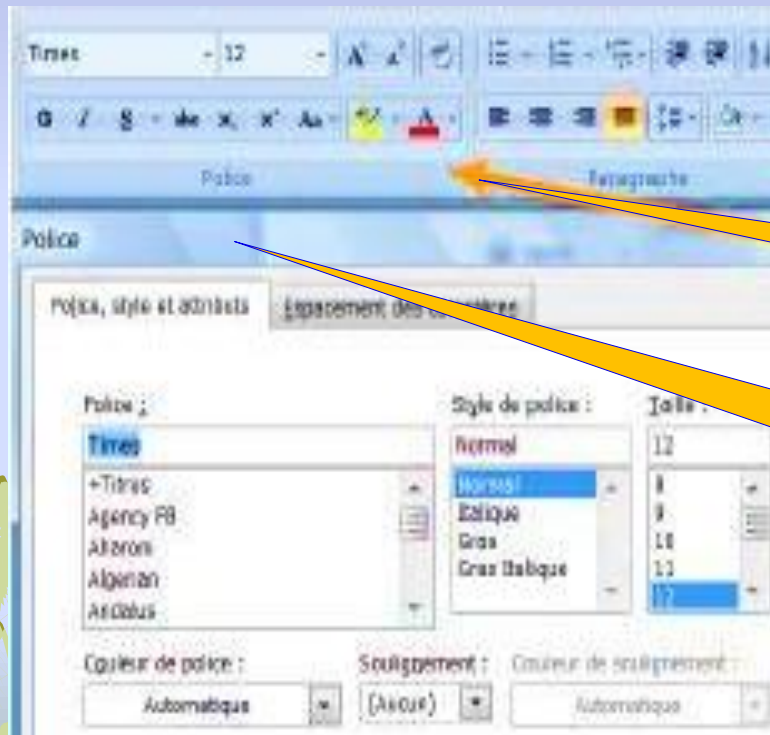 Times 12
G I S abc x, x' Aa A
Police Paragraphe
Police
Police, style et attributs Espacement des caractères
Police : Style de police : Taille :
Times Normal 12
+Titres Normal 8
Agency FB Italique 9
Aharoni Gras 10
Algerian Gras Italique 11
Andalus 12
Couleur de police : Soulignement : Couleur de soulignement :
Automatique (Aucun) Automatique